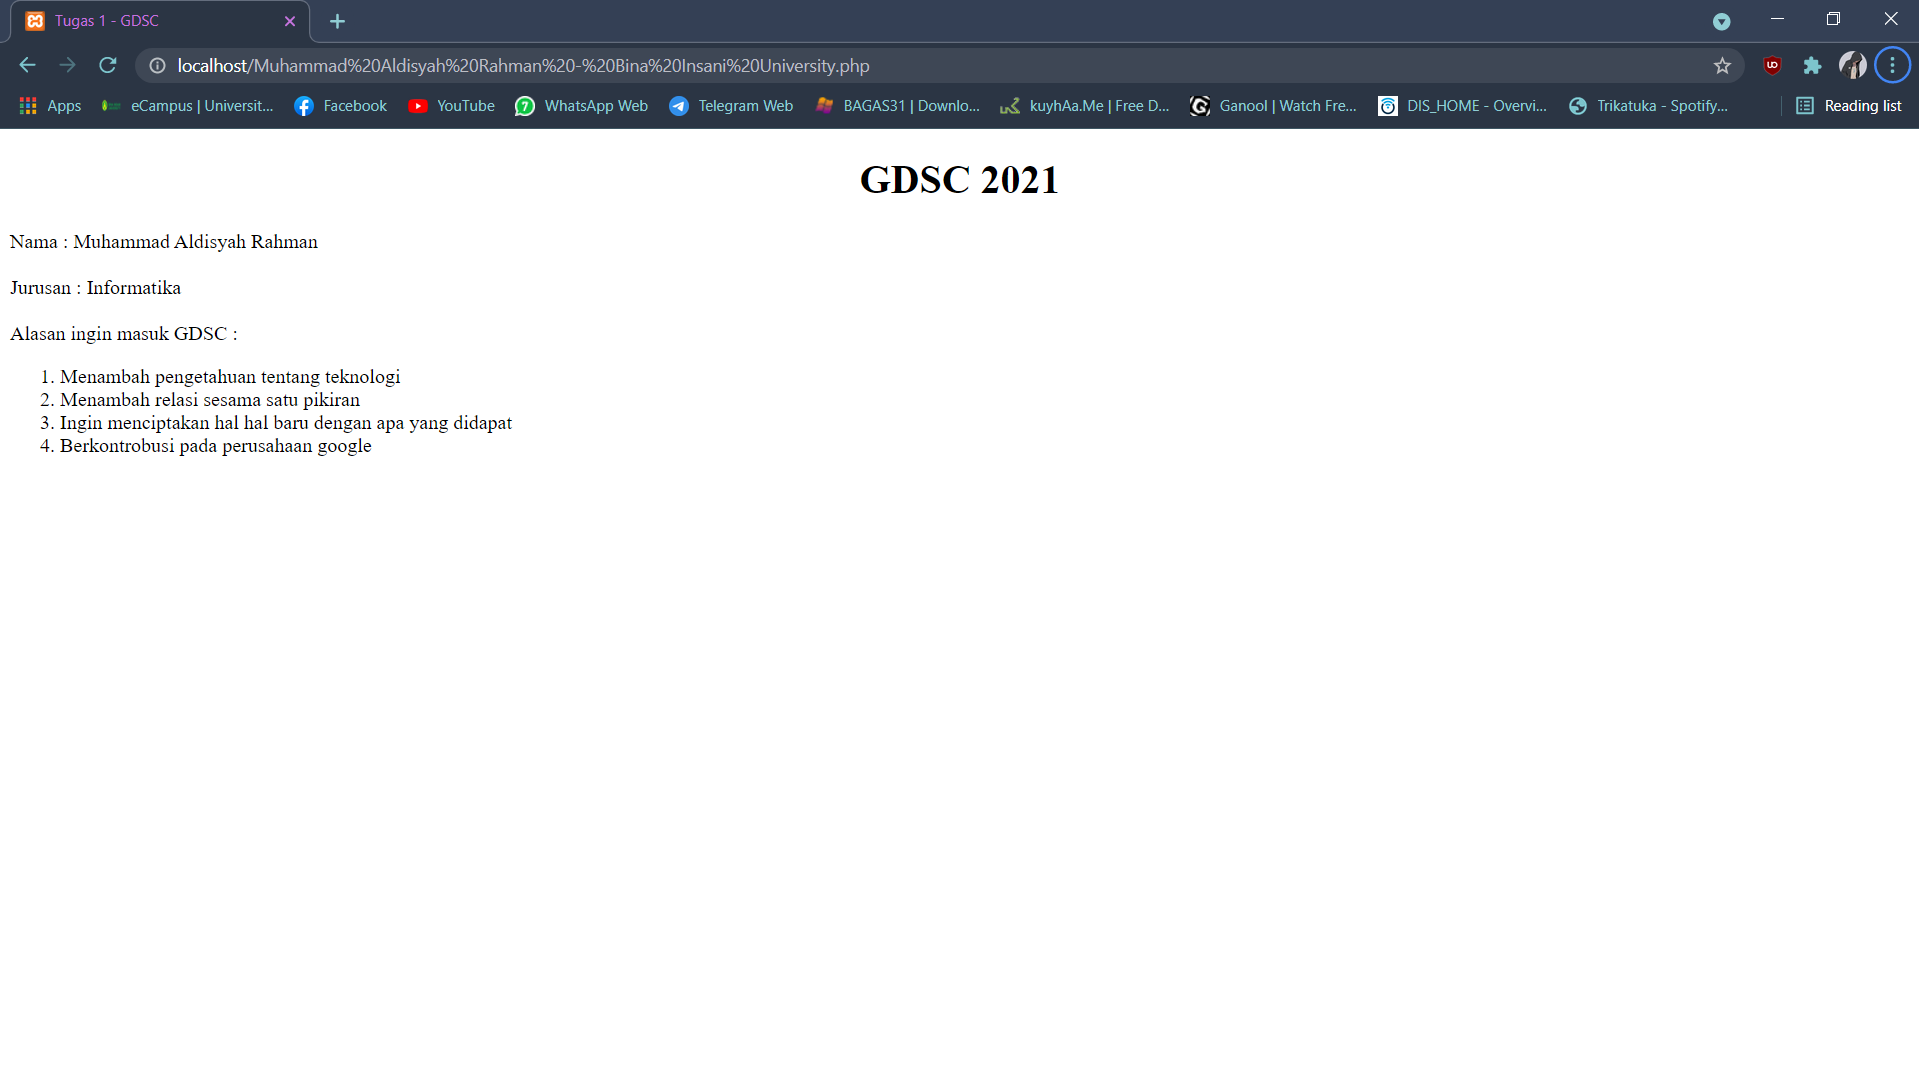 Tugas 1 - GDSC
localhost/Muhammad%20Aldisyah%20Rahman%20-%20Bina%20Insani%20University.php
Apps eCampus | Universit... Facebook YouTube WhatsApp Web Telegram Web BAGAS31 | Downlo... kuyhAa.Me | Free D... Ganool | Watch Fre... DIS_HOME - Overvi... Trikatuka - Spotify... Reading list
GDSC 2021
Nama : Muhammad Aldisyah Rahman
Jurusan : Informatika
Alasan ingin masuk GDSC :
1. Menambah pengetahuan tentang teknologi
2. Menambah relasi sesama satu pikiran
3. Ingin menciptakan hal hal baru dengan apa yang didapat
4. Berkontrobusi pada perusahaan google